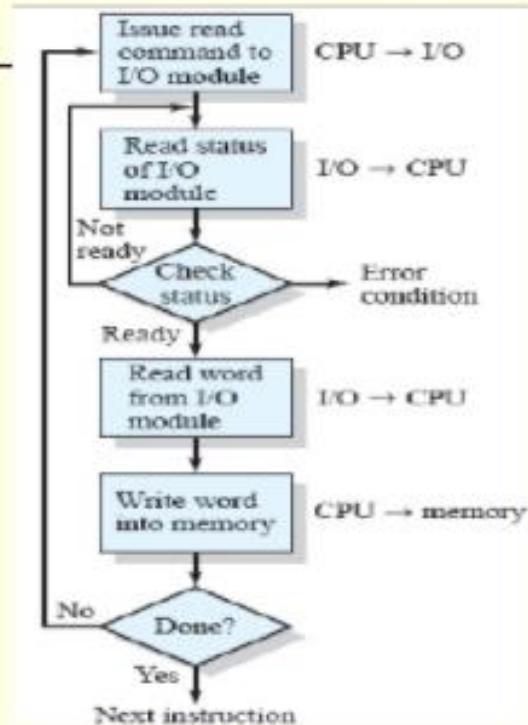 Issue read
command to
I/O module
CPU → I/O
Read status
of I/O
module
I/O → CPU
Not
ready
Check
status
Error
condition
Ready
Read word
from I/O
module
I/O → CPU
Write word
into memory
CPU → memory
No
Done?
Yes
Next instruction